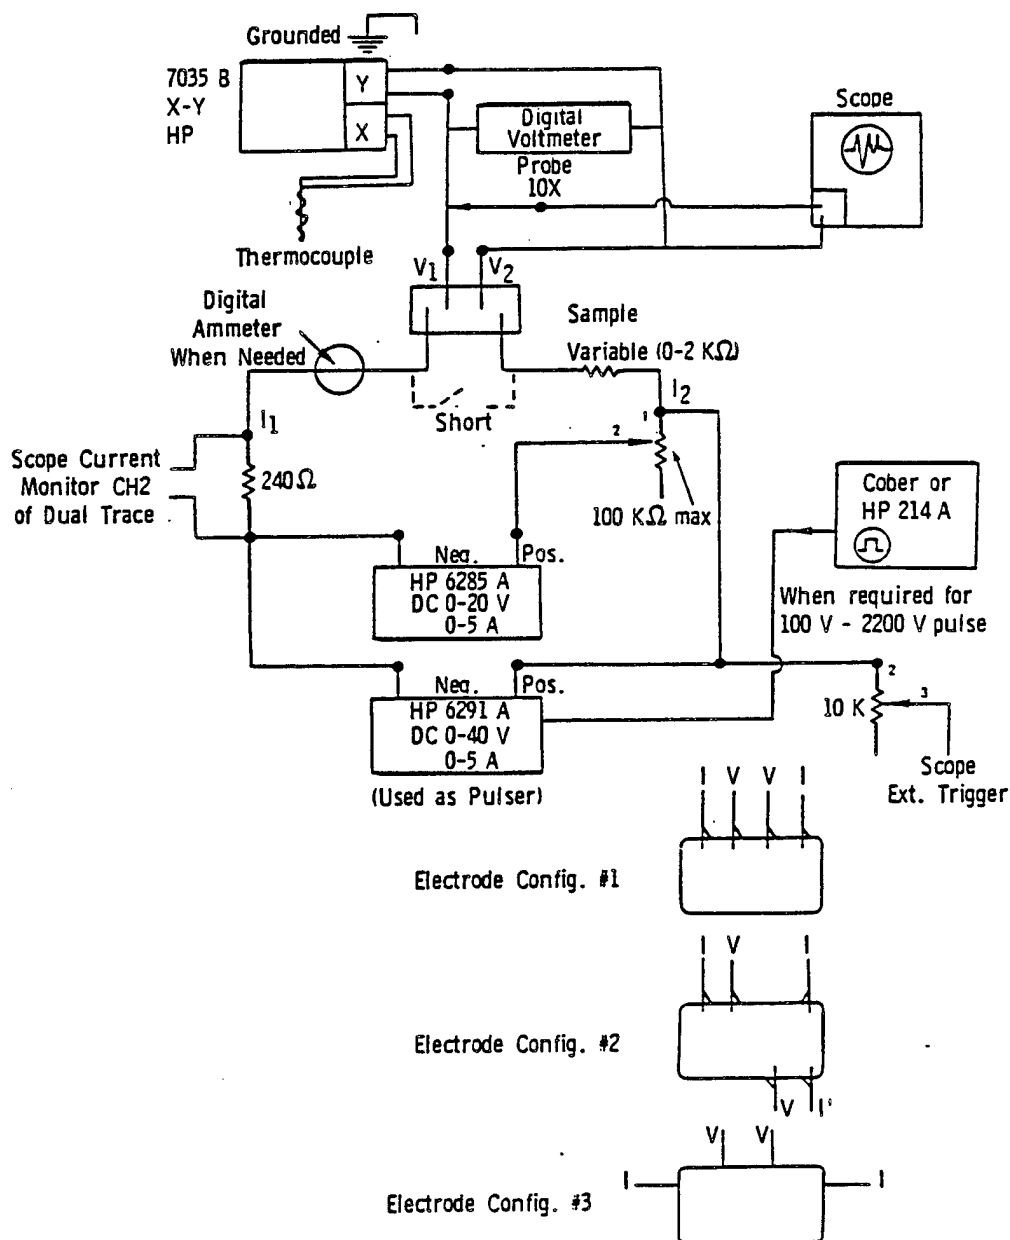 Grounded
7035 B
X-Y
HP
Y
X
Digital
Voltmeter
Probe
10X
Scope
Thermocouple
V1
V2
Digital
Ammeter
When Needed
Sample
Variable (0-2 KΩ)
Short
I1
I2
1
2
Scope Current
Monitor CH2
of Dual Trace
240 Ω
100 KΩ max
Cober or
HP 214 A
Neg.
Pos.
HP 6285 A
DC 0-20 V
0-5 A
When required for
100 V - 2200 V pulse
Neg.
Pos.
HP 6291 A
DC 0-40 V
0-5 A
(Used as Pulser)
2
10 K
3
Scope
Ext. Trigger
I V V I
Electrode Config. #1
I V I
Electrode Config. #2
V I'
V V
I I
Electrode Config. #3